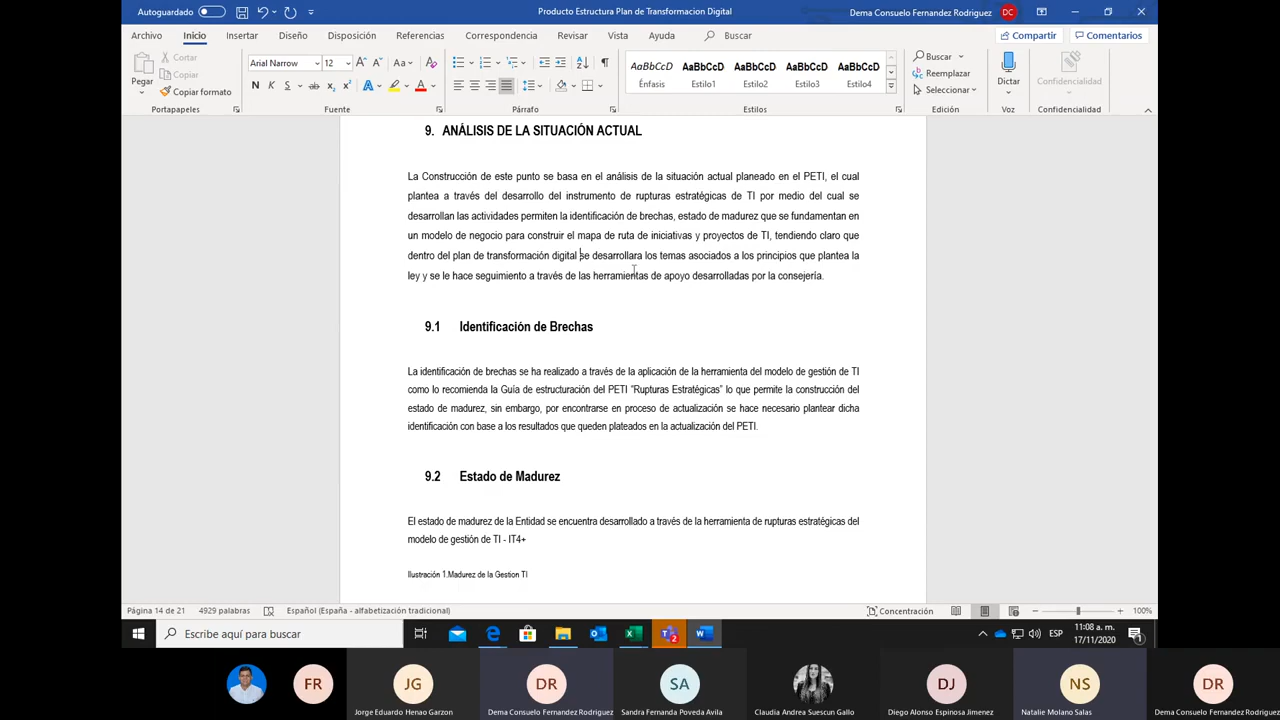 Autoguardado
Producto Estructura Plan de Transformacion Digital
Dema Consuelo Fernandez Rodriguez DC
Archivo Inicio Insertar Diseño Disposición Referencias Correspondencia Revisar Vista Ayuda Buscar
Compartir Comentarios
Pegar
Cortar
Copiar
Copiar formato
Portapapeles
Arial Narrow 12
Fuente
Párrafo
AaBbCcD AaBbCcD AaBbCcD AaBbCcD AaBbCcD
Énfasis Estilo1 Estilo2 Estilo3 Estilo4
Estilos
Buscar
Reemplazar
Seleccionar
Edición
Dictar
Voz
Confidencialidad
Confidencialidad
9. ANÁLISIS DE LA SITUACIÓN ACTUAL
La Construcción de este punto se basa en el análisis de la situación actual planeado en el PETI, el cual
plantea a través del desarrollo del instrumento de rupturas estratégicas de TI por medio del cual se
desarrollan las actividades permiten la identificación de brechas, estado de madurez que se fundamentan en
un modelo de negocio para construir el mapa de ruta de iniciativas y proyectos de TI, tendiendo claro que
dentro del plan de transformación digital se desarrollara los temas asociados a los principios que plantea la
ley y se le hace seguimiento a través de las herramientas de apoyo desarrolladas por la consejería.
9.1 Identificación de Brechas
La identificación de brechas se ha realizado a través de la aplicación de la herramienta del modelo de gestión de TI
como lo recomienda la Guía de estructuración del PETI “Rupturas Estratégicas” lo que permite la construcción del
estado de madurez, sin embargo, por encontrarse en proceso de actualización se hace necesario plantear dicha
identificación con base a los resultados que queden plateados en la actualización del PETI.
9.2 Estado de Madurez
El estado de madurez de la Entidad se encuentra desarrollado a través de la herramienta de rupturas estratégicas del
modelo de gestión de TI - IT4+
Ilustración 1.Madurez de la Gestion TI
Página 14 de 21 4929 palabras Español (España - alfabetización tradicional) Concentración 100%
Escribe aquí para buscar
ESP
11:08 a. m.
17/11/2020
FR JG DR SA DJ NS DR
Jorge Eduardo Henao Garzon
Dema Consuelo Fernandez Rodriguez
Sandra Fernanda Poveda Avila
Claudia Andrea Suescun Gallo
Diego Alonso Espinosa Jimenez
Natalie Molano Salas
Dema Consuelo Fernandez Rodriguez